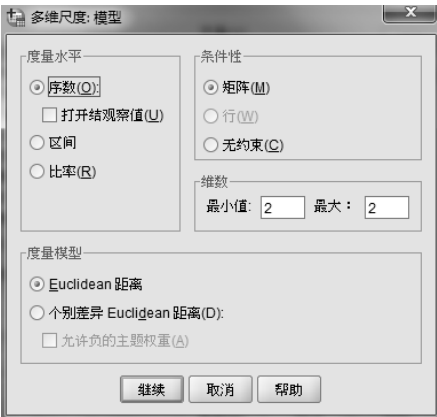 多维尺度: 模型
度量水平
序数(O):
打开结观察值(U)
区间
比率(R)
条件性
矩阵(M)
行(W)
无约束(C)
维数
最小值: 2 最大： 2
度量模型
Euclidean 距离
个别差异 Euclidean 距离(D):
允许负的主题权重(A)
继续 取消 帮助